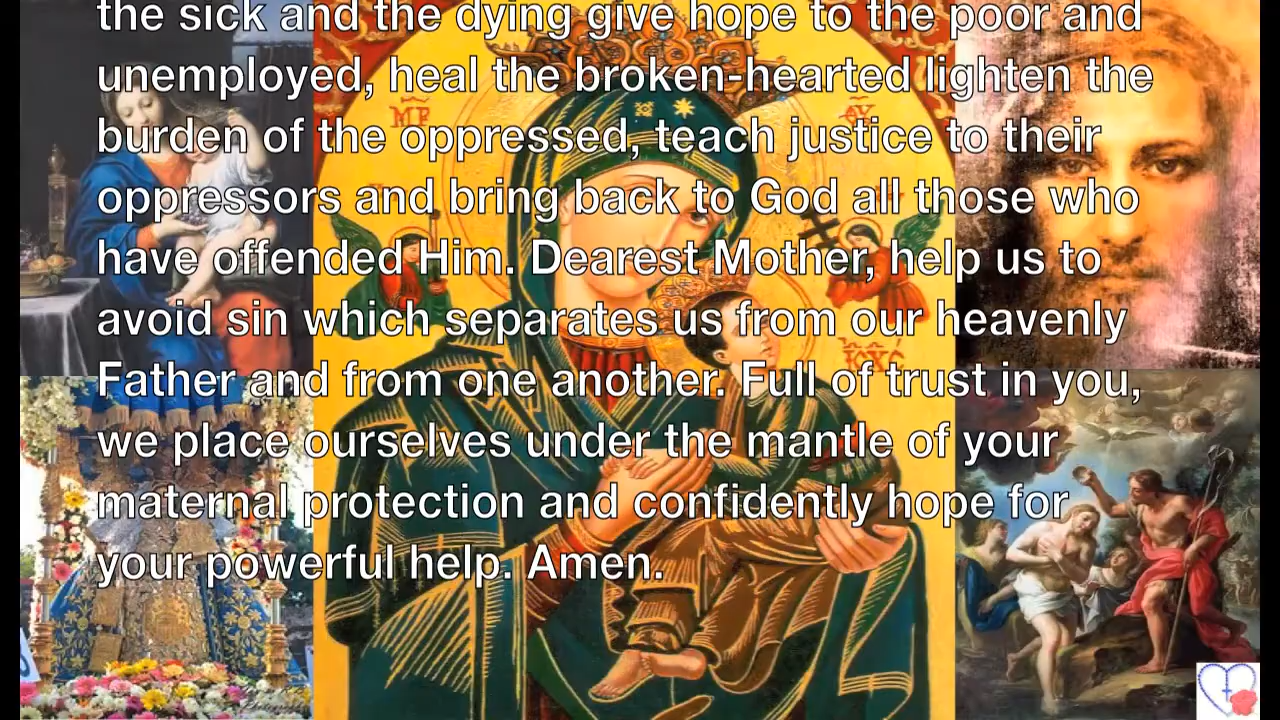 the sick and the dying give hope to the poor and
unemployed, heal the broken-hearted lighten the
burden of the oppressed, teach justice to their
oppressors and bring back to God all those who
have offended Him. Dearest Mother, help us to
avoid sin which separates us from our heavenly
Father and from one another. Full of trust in you,
we place ourselves under the mantle of your
maternal protection and confidently hope for
your powerful help. Amen.